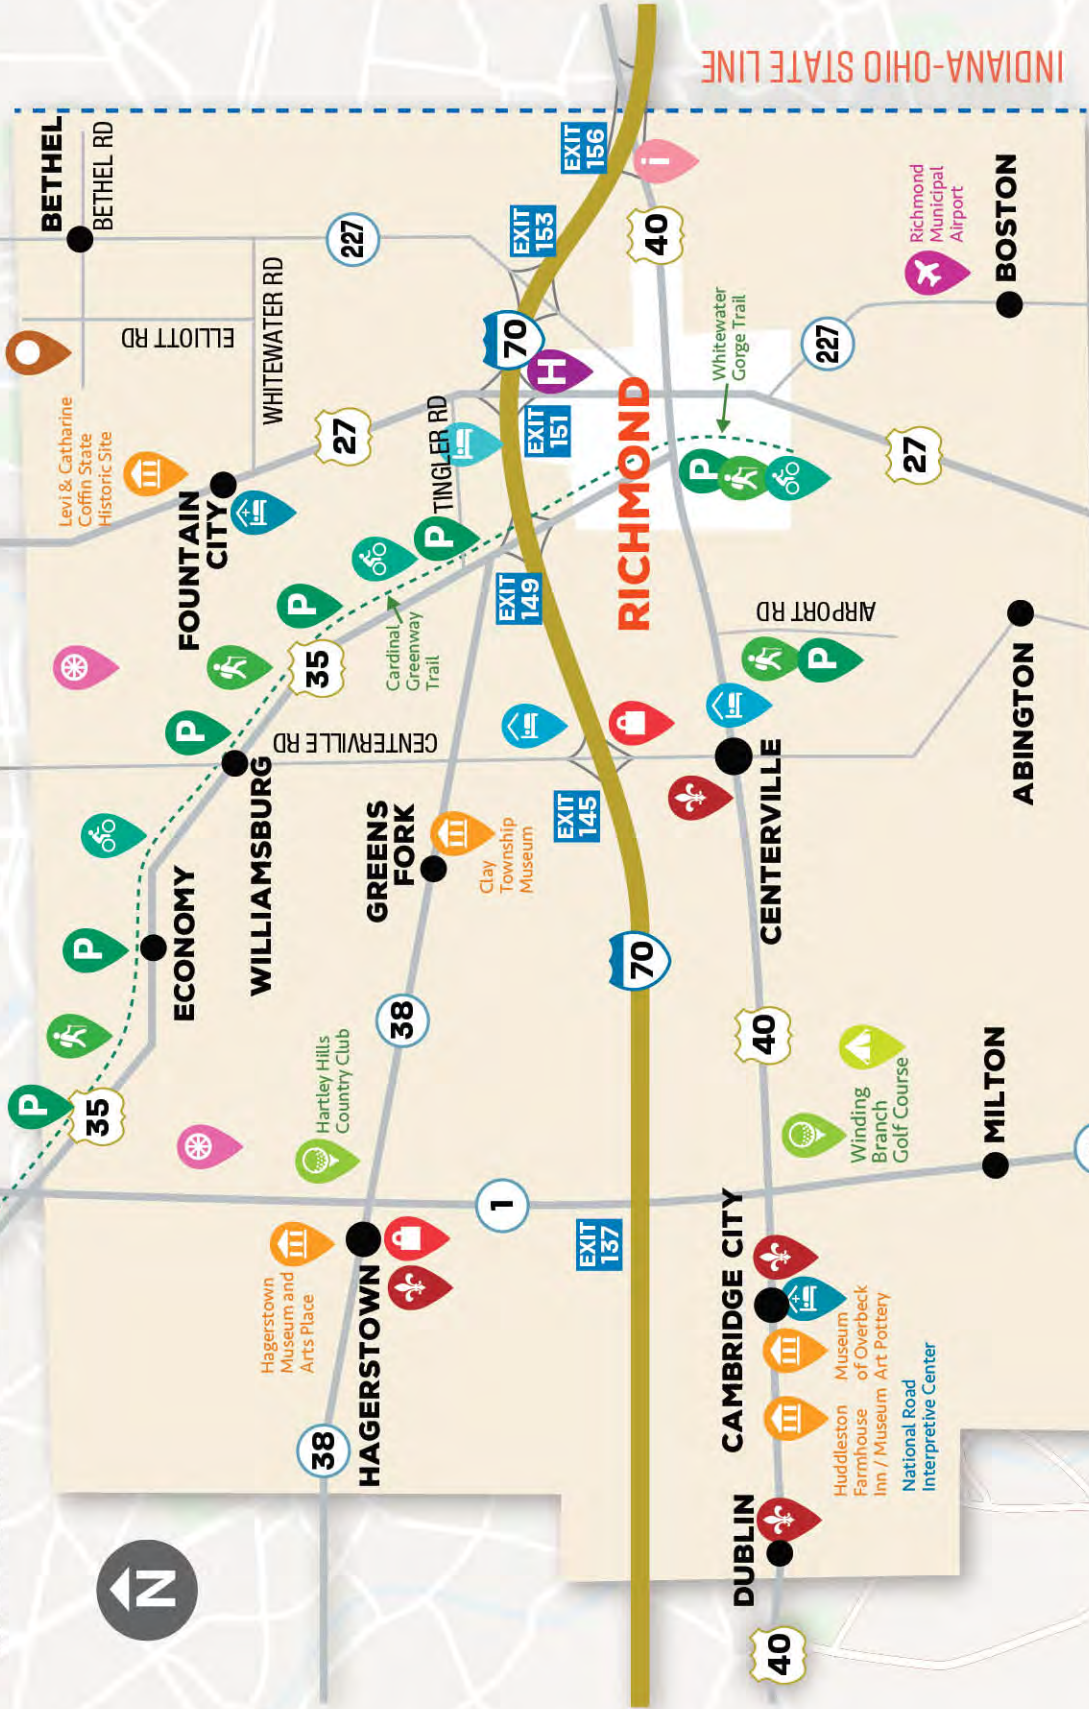 N
INDIANA-OHIO STATE LINE
BETHEL
BETHEL RD
ELLIOTT RD
227
WHITEWATER RD
Levi & Catharine
Coffin State
Historic Site
27
FOUNTAIN
CITY
P
P
P
P
P
35
WILLIAMSBURG
ECONOMY
35
Cardinal
Greenway
Trail
TINGLER RD
CENTERVILLE RD
GREENS
FORK
Clay
Township
Museum
38
Hartley Hills
Country Club
Hagerstown
Museum and
Arts Place
HAGERSTOWN
38
1
EXIT
137
EXIT
145
EXIT
149
EXIT
151
EXIT
153
EXIT
156
70
70
H
i
40
RICHMOND
Whitewater
Gorge Trail
P
227
27
Richmond
Municipal
Airport
BOSTON
AIRPORT RD
P
ABINGTON
CENTERVILLE
40
Winding
Branch
Golf Course
MILTON
CAMBRIDGE CITY
Museum
of Overbeck
Art Pottery
Huddleston
Farmhouse
Inn / Museum
National Road
Interpretive Center
DUBLIN
40